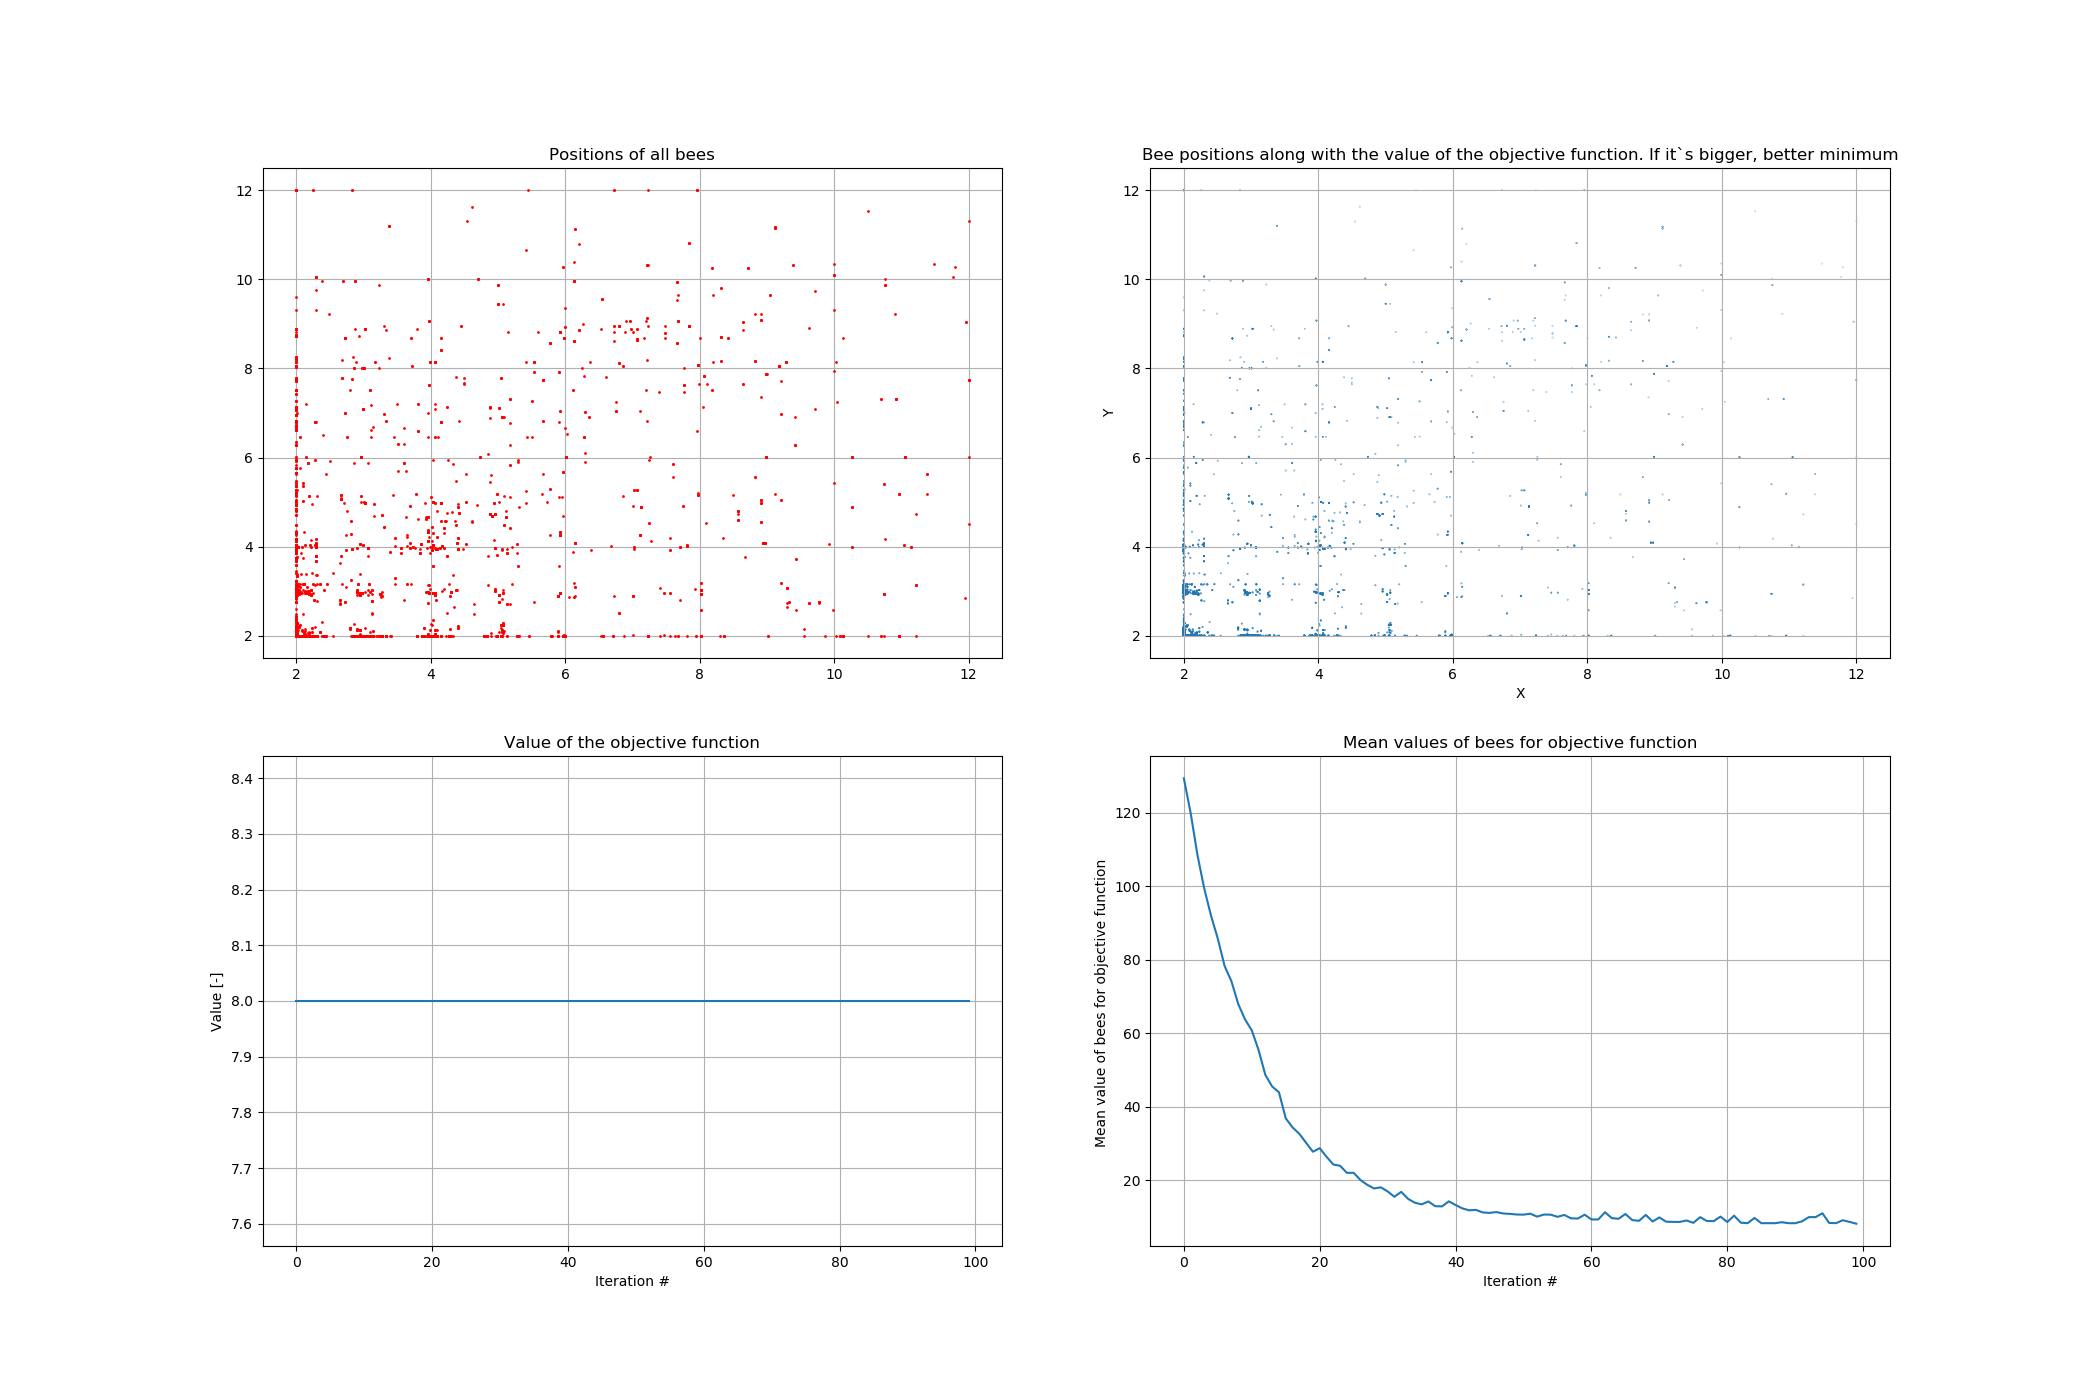 Positions of all bees
12
10
8
6
4
2
2 4 6 8 10 12
Bee positions along with the value of the objective function. If it`s bigger, better minimum
Y
12
10
8
6
4
2
2 4 6 8 10 12
X
Value of the objective function
Value [-]
8.4
8.3
8.2
8.1
8.0
7.9
7.8
7.7
7.6
0 20 40 60 80 100
Iteration #
Mean values of bees for objective function
Mean value of bees for objective function
120
100
80
60
40
20
0 20 40 60 80 100
Iteration #